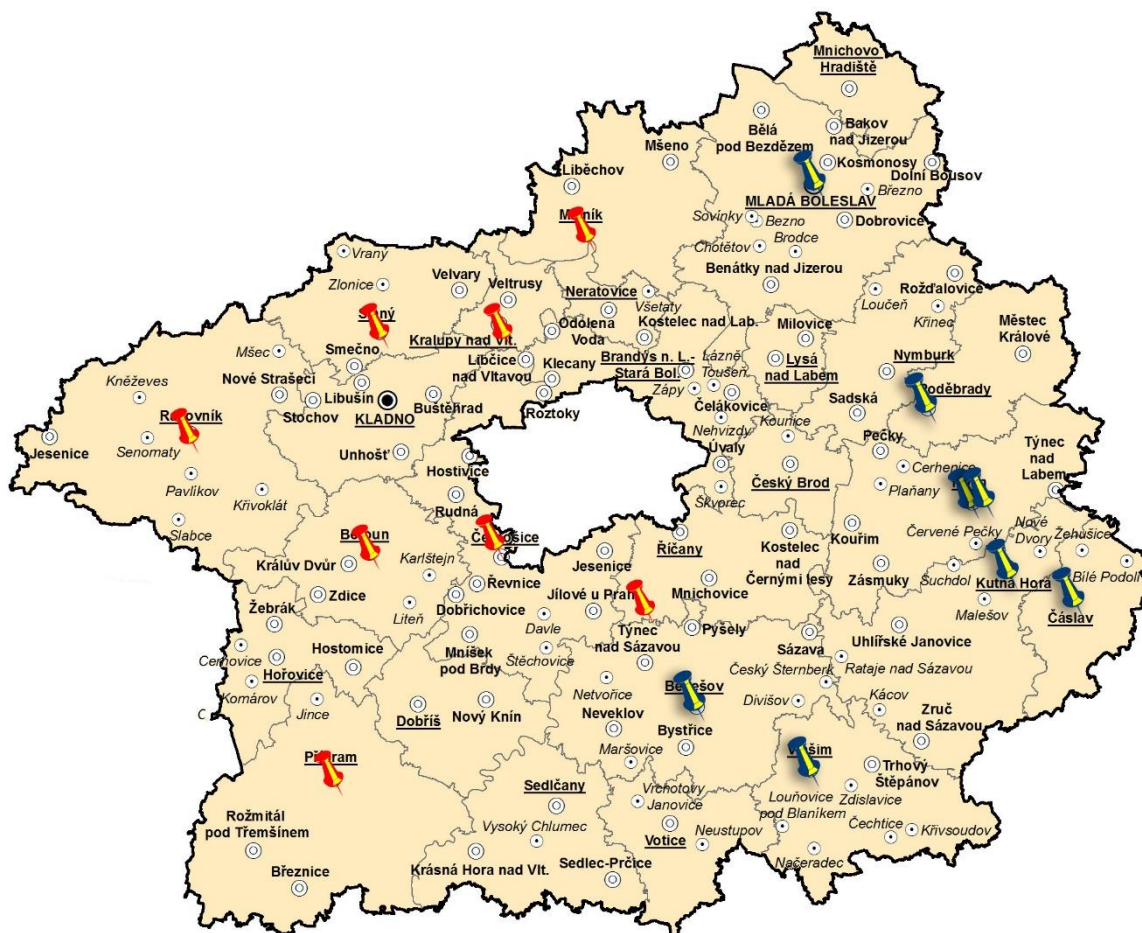 Mnichovo
Hradiště
Bělá
pod Bezdězem
Bakov
nad Jizerou
Mšeno
Kosmonosy
Liběchov
Dolní Bousov
Březno
MLADÁ BOLESLAV
Sovínky
Bezno
Dobrovice
Chotětov
Brodce
Vraný
Velvary
Veltrusy
Benátky nad Jizerou
Zlonice
Neratovice
Všetaty
Rožďalovice
Loučeň
Křinec
Kostelec nad Lab.
Milovice
Městec
Králové
Odolena
Voda
Kralupy nad Vlt.
Mšec
Smečno
Libčice
nad Vltavou
Klecany
Brandýs n. L.-
Stará Bol.
Lázně
Toušeň
Lysá
nad Labem
Nymburk
Kněževes
Nové Strašecí
Libušín
Zápy
Poděbrady
Stochov
KLADNO
Buštěhrad
Roztoky
Čelákovice
Sadská
Nehvizdy
Kounice
Jesenice
Senomaty
Unhošť
Hostivice
Úvaly
Pečky
Týnec
nad
Labem
Cerhenice
Pavlíkov
Křivoklát
Rudná
Škvorec
Český Brod
Plaňany
Slabce
Řevnice
Jesenice
Říčany
Kostelec
nad
Černými lesy
Kouřim
Červené Pečky
Nové
Dvory
Žehušice
Králův Dvůr
Karlštejn
Zdice
Liteň
Dobřichovice
Mnichovice
Zásmuky
Suchdol
Kutná Hora
Bílé Podolí
Žebrák
Davle
Malešov
Čáslav
Cerhovice
Hostomice
Mníšek
pod Brdy
Štěchovice
Týnec
nad Sázavou
Pyšely
Sázava
Uhlířské Janovice
Hořovice
Český Šternberk
Rataje nad Sázavou
Komárov
Jince
Dobříš
Nový Knín
Netvořice
Neveklov
Divišov
Kácov
Bystřice
Zruč
nad Sázavou
Maršovice
Trhový
Štěpánov
Sedlčany
Vrchotovy
Janovice
Louňovice
pod Blaníkem
Zdislavice
Rožmitál
pod Třemšínem
Vysoký Chlumec
Votice
Neustupov
Čechtice
Křivsoudov
Březnice
Krásná Hora nad Vlt.
Sedlec-Prčice
Načeradec